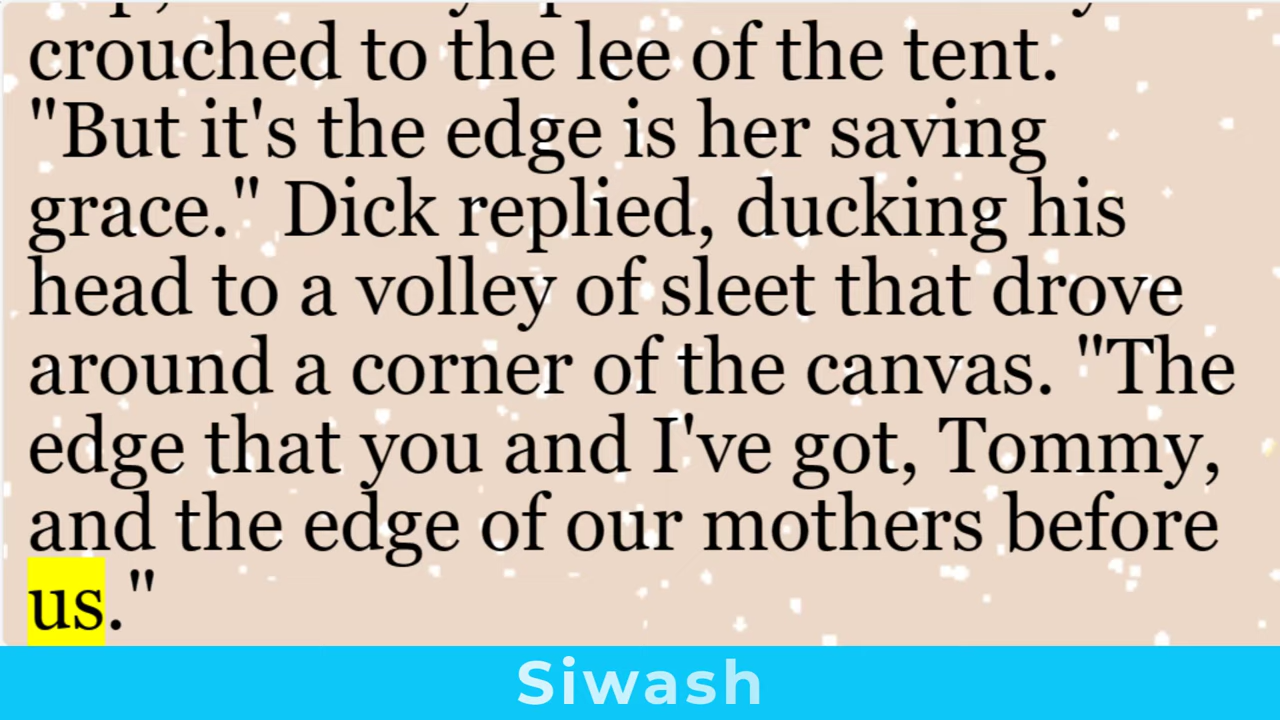 crouched to the lee of the tent.
"But it's the edge is her saving
grace." Dick replied, ducking his
head to a volley of sleet that drove
around a corner of the canvas. "The
edge that you and I've got, Tommy,
and the edge of our mothers before
us."
Siwash